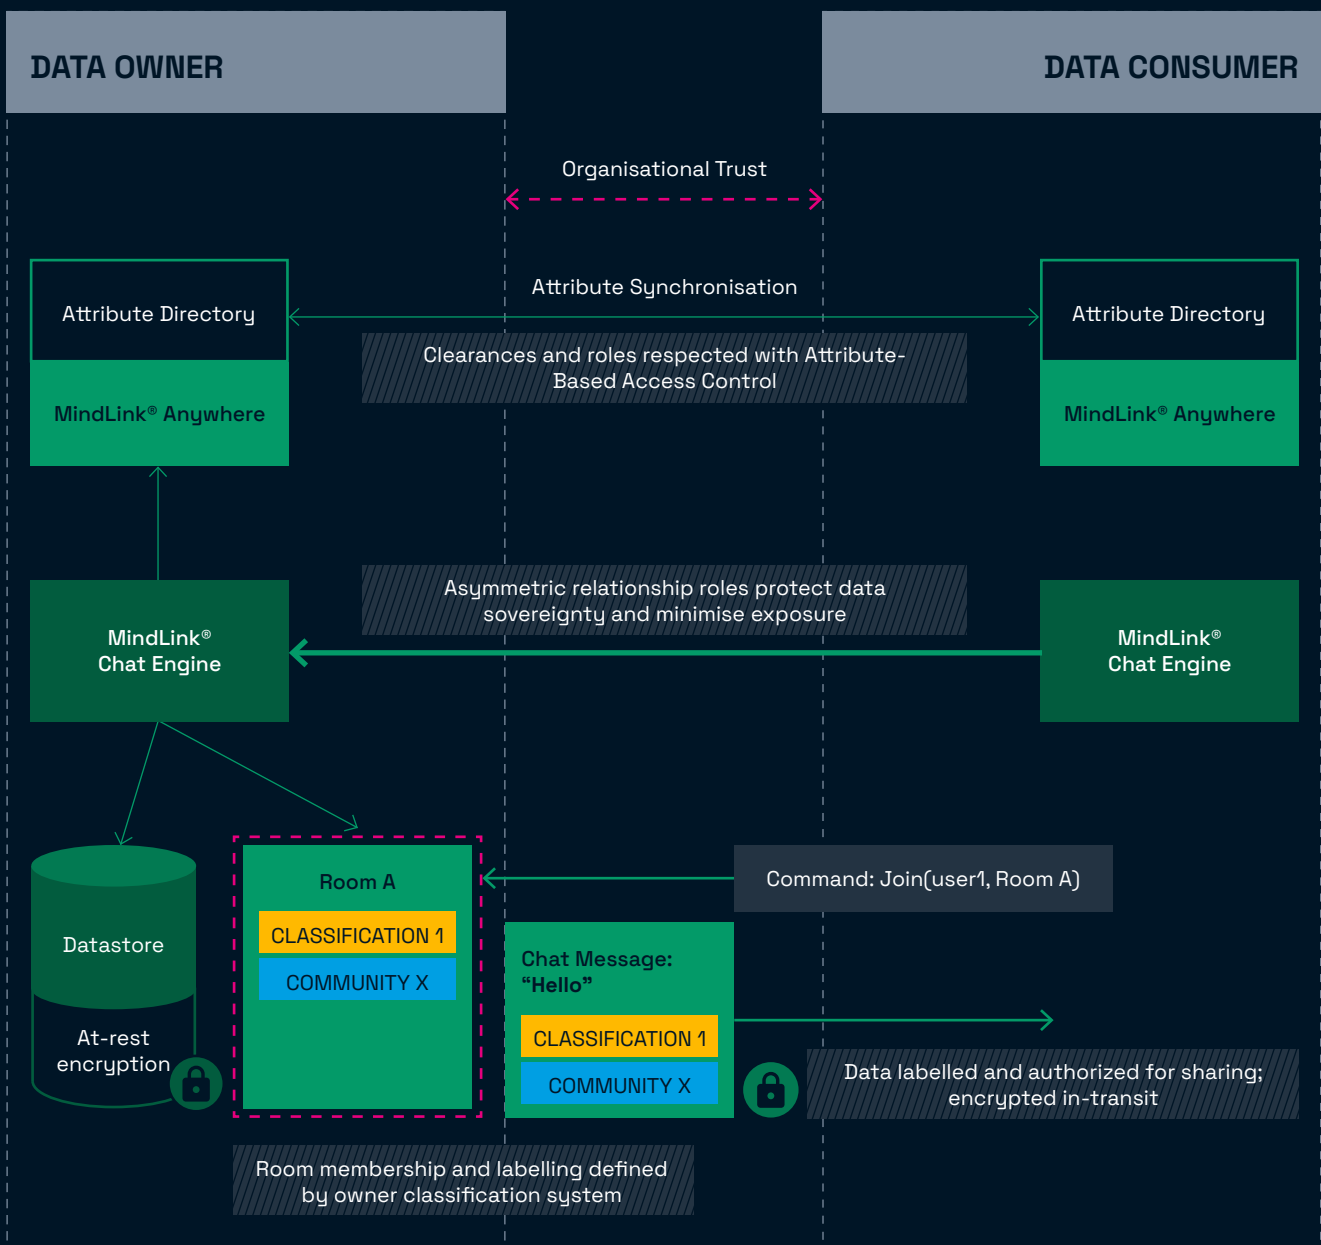 DATA OWNER
DATA CONSUMER
Organisational Trust
Attribute Synchronisation
Attribute Directory
Attribute Directory
Clearances and roles respected with Attribute-
Based Access Control
MindLink® Anywhere
MindLink® Anywhere
Asymmetric relationship roles protect data
sovereignty and minimise exposure
MindLink®
Chat Engine
MindLink®
Chat Engine
Room A
CLASSIFICATION 1
COMMUNITY X
Command: Join(user1, Room A)
Datastore
At-rest
encryption
Chat Message:
“Hello”
CLASSIFICATION 1
COMMUNITY X
Data labelled and authorized for sharing;
encrypted in-transit
Room membership and labelling defined
by owner classification system